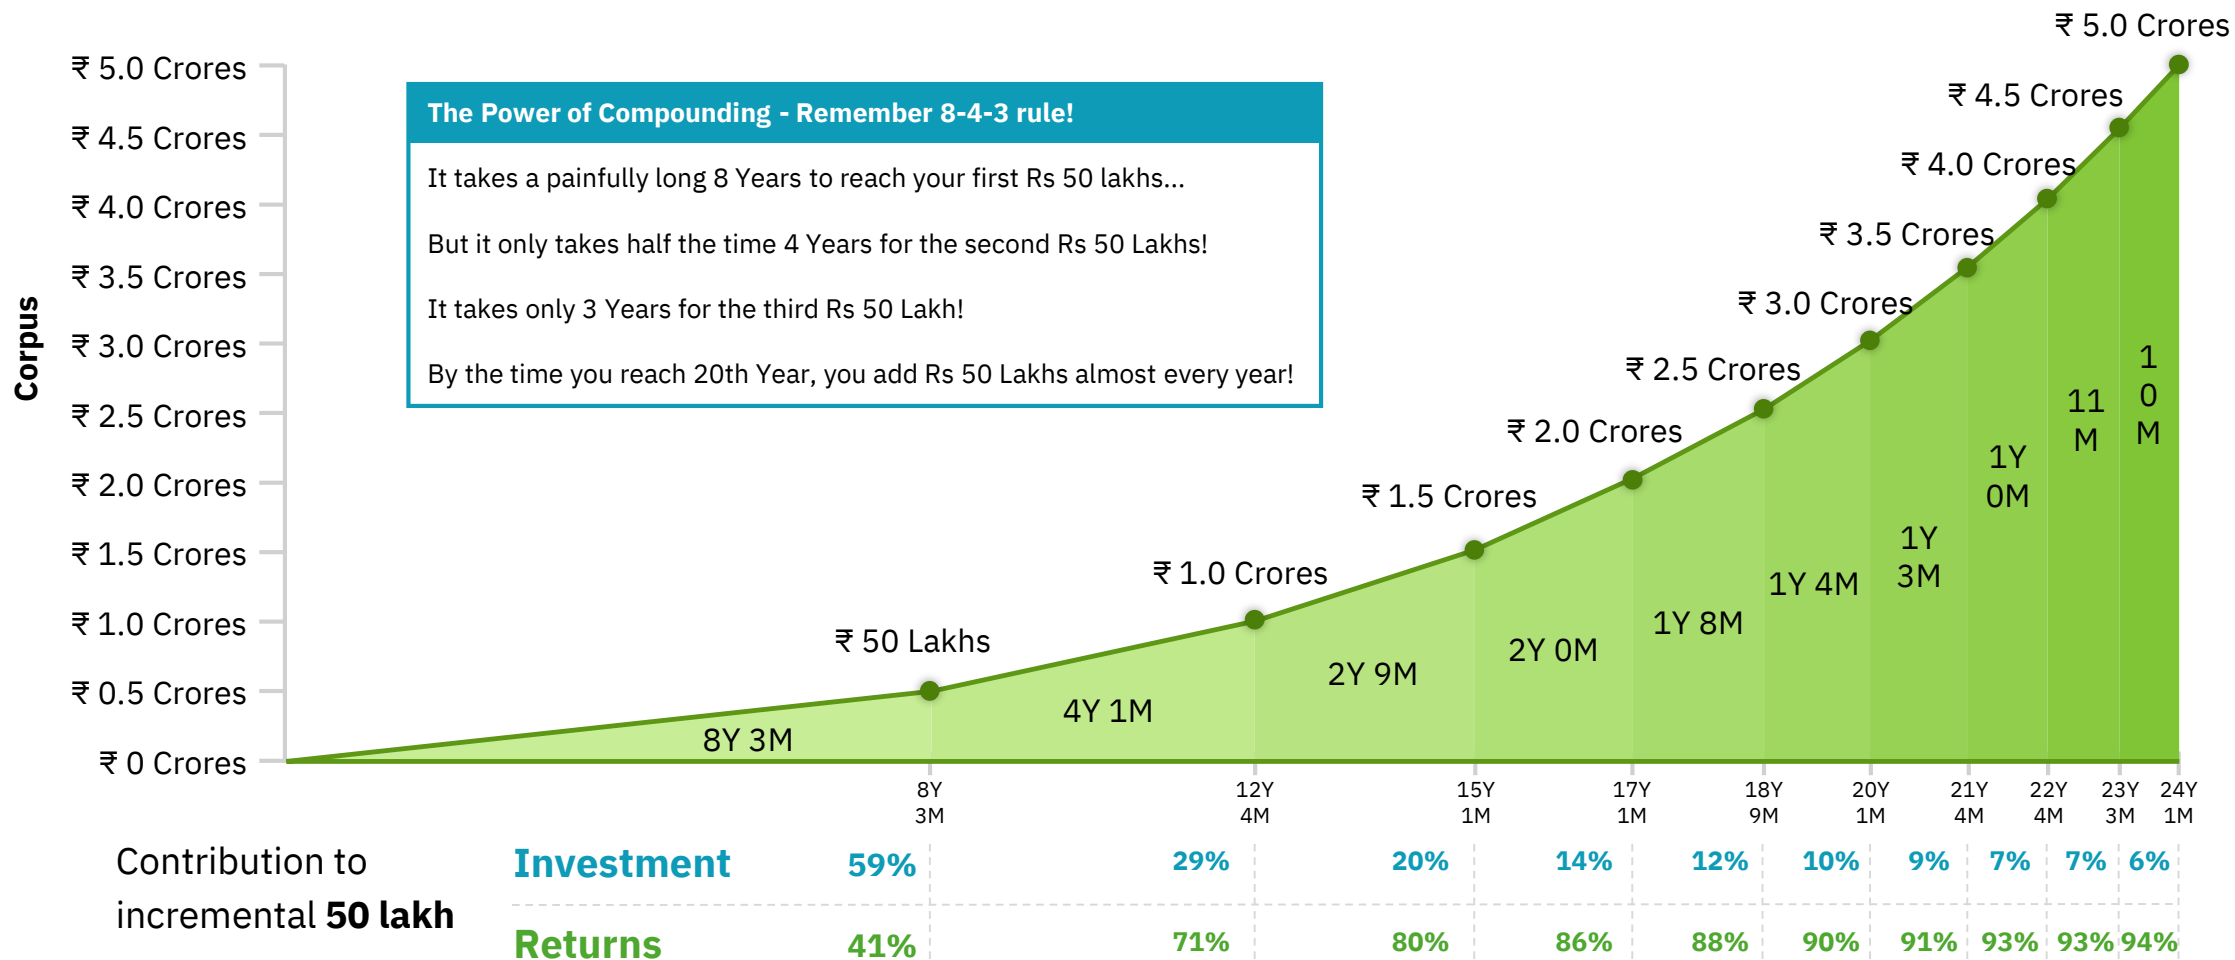 ₹ 5.0 Crores
₹ 5.0 Crores
₹ 4.5 Crores
₹ 4.5 Crores
₹ 4.0 Crores
₹ 4.0 Crores
₹ 3.5 Crores
₹ 3.5 Crores
₹ 3.0 Crores
₹ 3.0 Crores
₹ 2.5 Crores
₹ 2.5 Crores
₹ 2.0 Crores
₹ 2.0 Crores
₹ 1.5 Crores
₹ 1.5 Crores
₹ 1.0 Crores
₹ 1.0 Crores
₹ 0.5 Crores
₹ 50 Lakhs
₹ 0 Crores
Corpus
The Power of Compounding - Remember 8-4-3 rule!
It takes a painfully long 8 Years to reach your first Rs 50 lakhs...
But it only takes half the time 4 Years for the second Rs 50 Lakhs!
It takes only 3 Years for the third Rs 50 Lakh!
By the time you reach 20th Year, you add Rs 50 Lakhs almost every year!
8Y 3M
4Y 1M
2Y 9M
2Y 0M
1Y 8M
1Y 4M
1Y
3M
1Y
0M
11
M
1
0
M
8Y
3M
12Y
4M
15Y
1M
17Y
1M
18Y
9M
20Y
1M
21Y
4M
22Y
4M
23Y
3M
24Y
1M
Contribution to
incremental 50 lakh
Investment 59% 29% 20% 14% 12% 10% 9% 7% 7% 6%
Returns 41% 71% 80% 86% 88% 90% 91% 93% 93% 94%